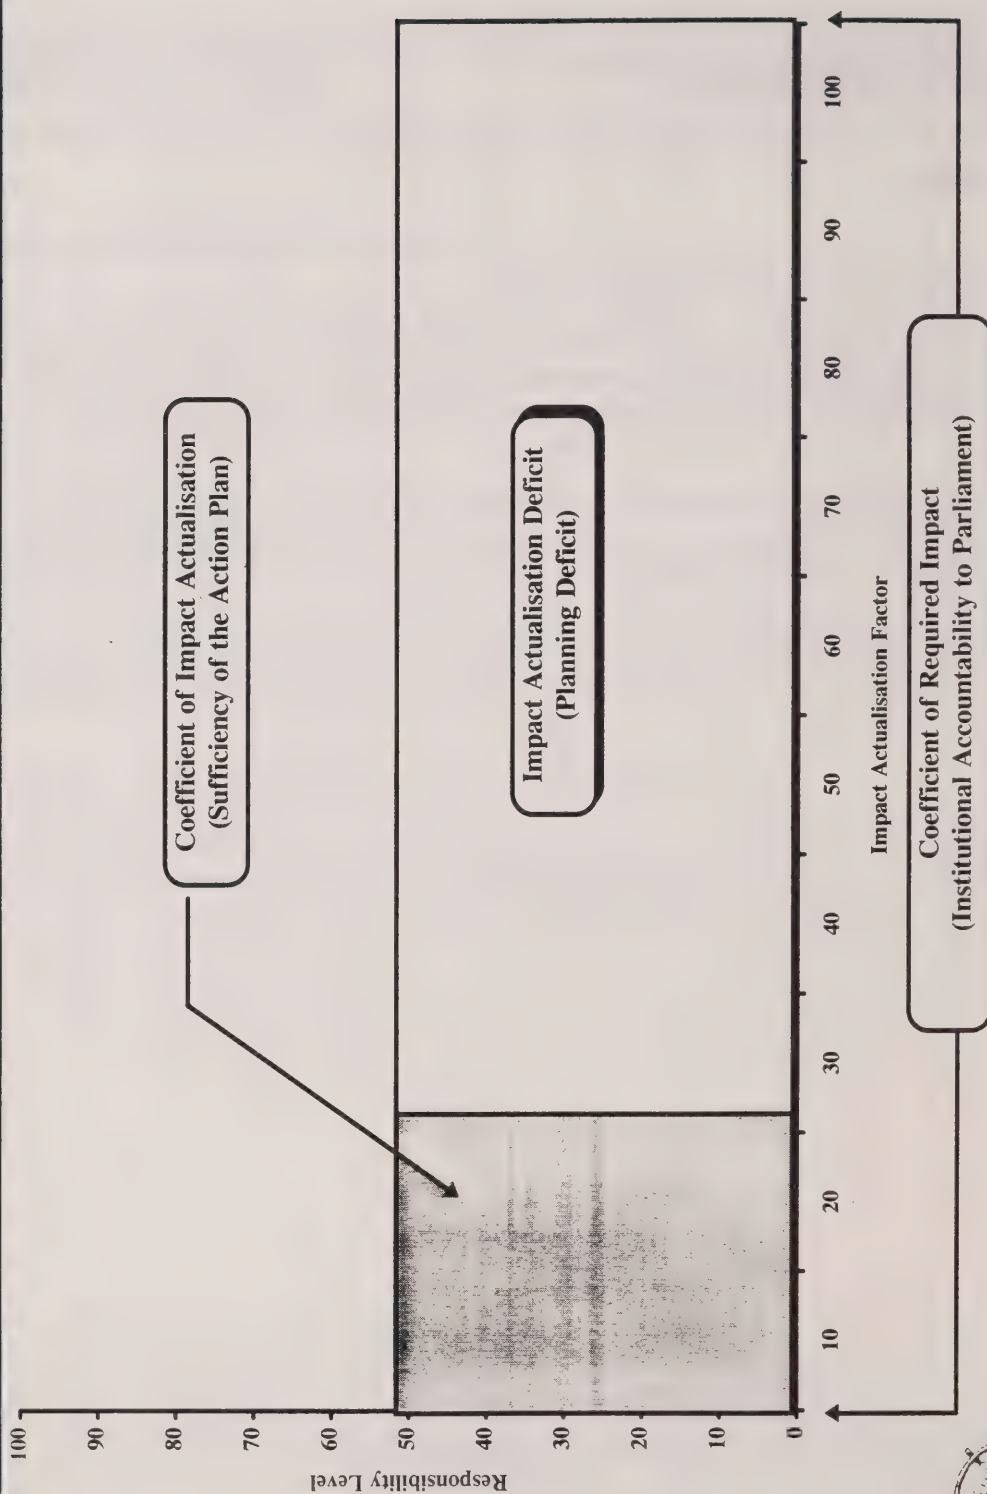 100
90
80
70
60
50
40
30
20
10
0
Responsibility Level
Coefficient of Impact Actualisation
(Sufficiency of the Action Plan)
Impact Actualisation Deficit
(Planning Deficit)
10
20
30
40
50
60
70
80
90
100
Impact Actualisation Factor
Coefficient of Required Impact
(Institutional Accountability to Parliament)